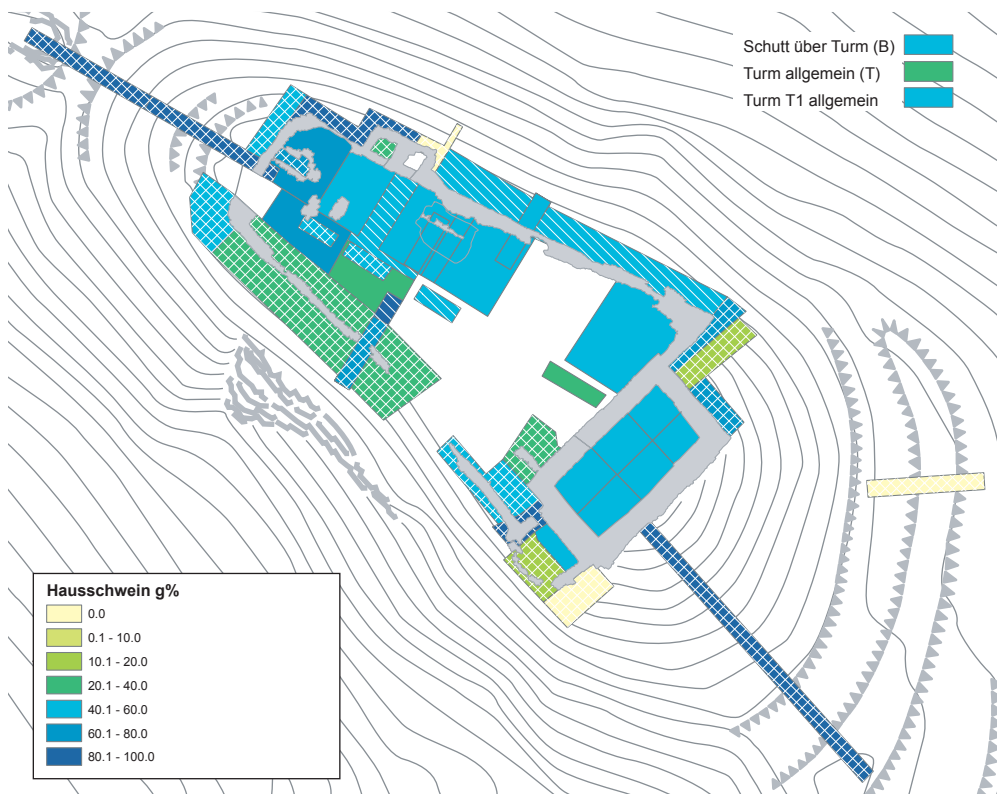 Schutt über Turm (B)
Turm allgemein (T)
Turm T1 allgemein
Hausschwein g%
0.0
0.1 - 10.0
10.1 - 20.0
20.1 - 40.0
40.1 - 60.0
60.1 - 80.0
80.1 - 100.0